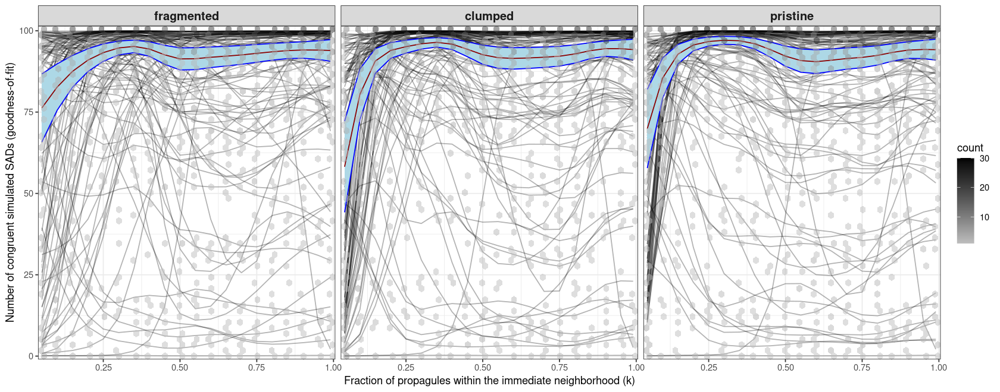 fragmented clumped pristine
Number of congruent simulated SADs (goodness-of-fit)
100
75
50
25
0
0.25 0.50 0.75 1.00 0.25 0.50 0.75 1.00 0.25 0.50 0.75 1.00
Fraction of propagules within the immediate neighborhood (k)
count
30
20
10